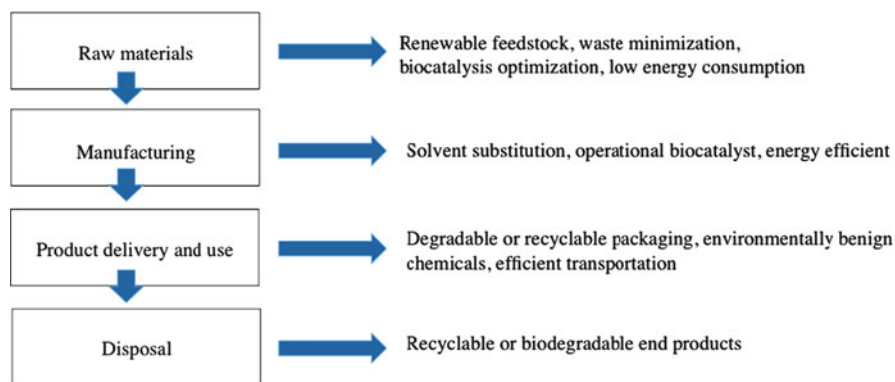 Raw materials
Renewable feedstock, waste minimization,
biocatalysis optimization, low energy consumption
Manufacturing
Solvent substitution, operational biocatalyst, energy efficient
Product delivery and use
Degradable or recyclable packaging, environmentally benign
chemicals, efficient transportation
Disposal
Recyclable or biodegradable end products